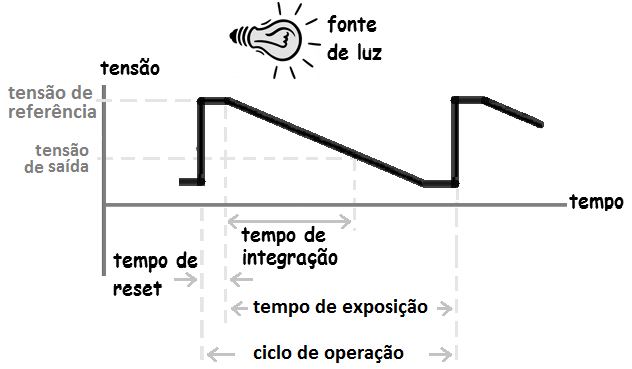 fonte
de luz
tensão
tensão de
referência
tensão
de saída
tempo
tempo de
integração
tempo de
reset
tempo de exposição
ciclo de operação